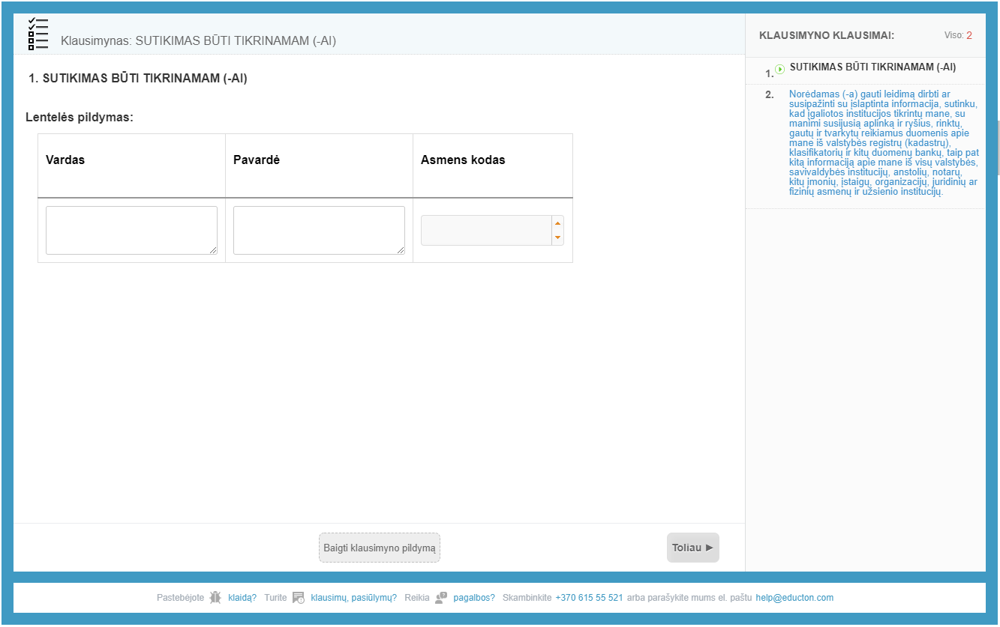 Klausimynas: SUTIKIMAS BŪTI TIKRINAMAM (-AI)
1. SUTIKIMAS BŪTI TIKRINAMAM (-AI)
Lentelės pildymas:
Vardas Pavardė Asmens kodas
Baigti klausimyno pildymą Toliau ►
KLAUSIMYNO KLAUSIMAI: Viso: 2
1. SUTIKIMAS BŪTI TIKRINAMAM (-AI)
2. Norėdamas (-a) gauti leidimą dirbti ar
susipažinti su įslaptinta informacija, sutinku,
kad įgaliotos institucijos tikrintų mane, su
manimi susijusią aplinką ir ryšius, rinktų,
gautų ir tvarkytų reikiamus duomenis apie
mane iš valstybės registrų (kadastrų),
klasifikatorių ir kitų duomenų bankų, taip pat
kitą informaciją apie mane iš visų valstybės,
savivaldybės institucijų, anstolių, notarų,
kitų įmonių, įstaigų, organizacijų, juridinių ar
fizinių asmenų ir užsienio institucijų.
Pastebėjote klaidą? Turite klausimų, pasiūlymų? Reikia pagalbos? Skambinkite +370 615 55 521 arba parašykite mums el. paštu help@educton.com